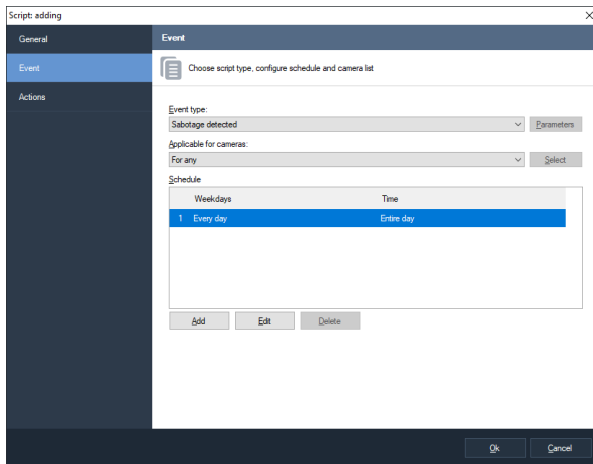 Script: adding
General
Event
Actions
Event
Choose script type, configure schedule and camera list
Event type:
Sabotage detected
Parameters
Applicable for cameras:
For any
Select
Schedule
Weekdays Time
1 Every day Entire day
Add Edit Delete
Ok Cancel